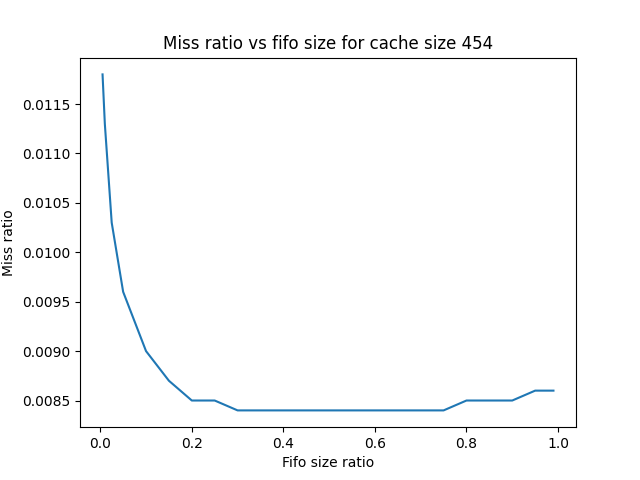 Miss ratio vs fifo size for cache size 454
0.0115
0.0110
0.0105
0.0100
0.0095
0.0090
0.0085
Miss ratio
0.0 0.2 0.4 0.6 0.8 1.0
Fifo size ratio